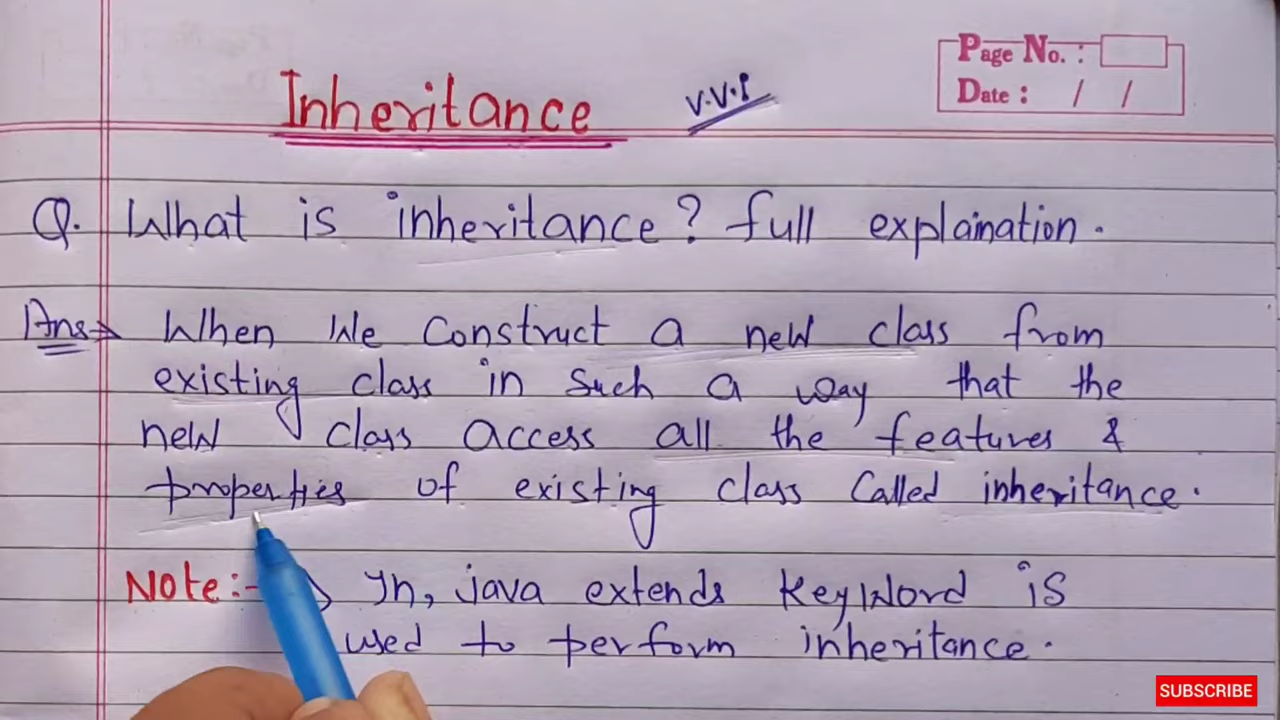 Page No. :
Date : / /
Inheritance V.V.P
Q. What is inheritance? full explaination.
Ans→ When We Construct a new class from
existing class in such a way that the
new class access all the features &
properties of existing class Called inheritance.
Note:- In, java extends KeyWord is
used to perform inheritance.
SUBSCRIBE